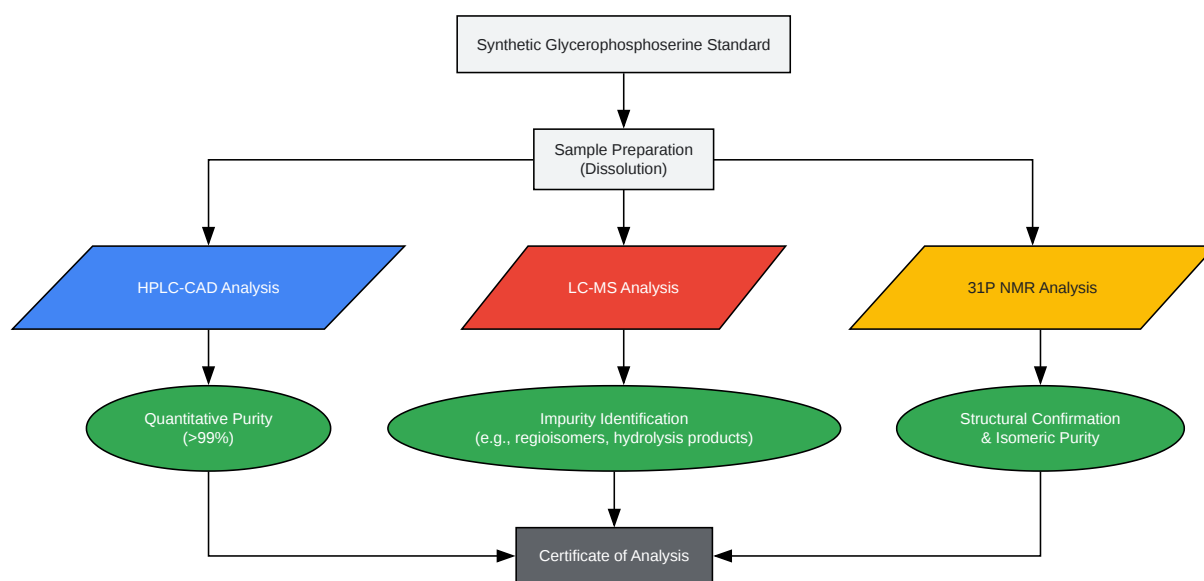 Synthetic Glycerophosphoserine Standard
Sample Preparation
(Dissolution)
HPLC-CAD Analysis
LC-MS Analysis
31P NMR Analysis
Quantitative Purity
(>99%)
Impurity Identification
(e.g., regioisomers, hydrolysis products)
Structural Confirmation
& Isomeric Purity
Certificate of Analysis